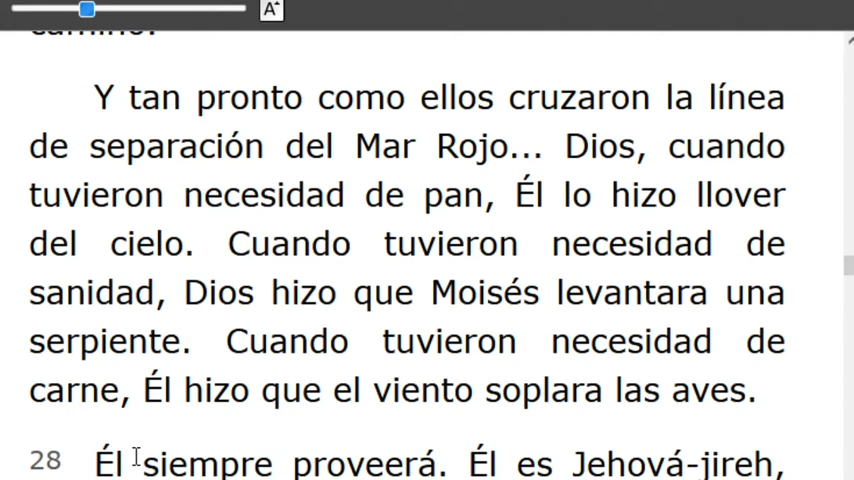 A
camino.
Y tan pronto como ellos cruzaron la línea
de separación del Mar Rojo... Dios, cuando
tuvieron necesidad de pan, Él lo hizo llover
del cielo. Cuando tuvieron necesidad de
sanidad, Dios hizo que Moisés levantara una
serpiente. Cuando tuvieron necesidad de
carne, Él hizo que el viento soplara las aves.
28 Él siempre proveerá. Él es Jehová-jireh,